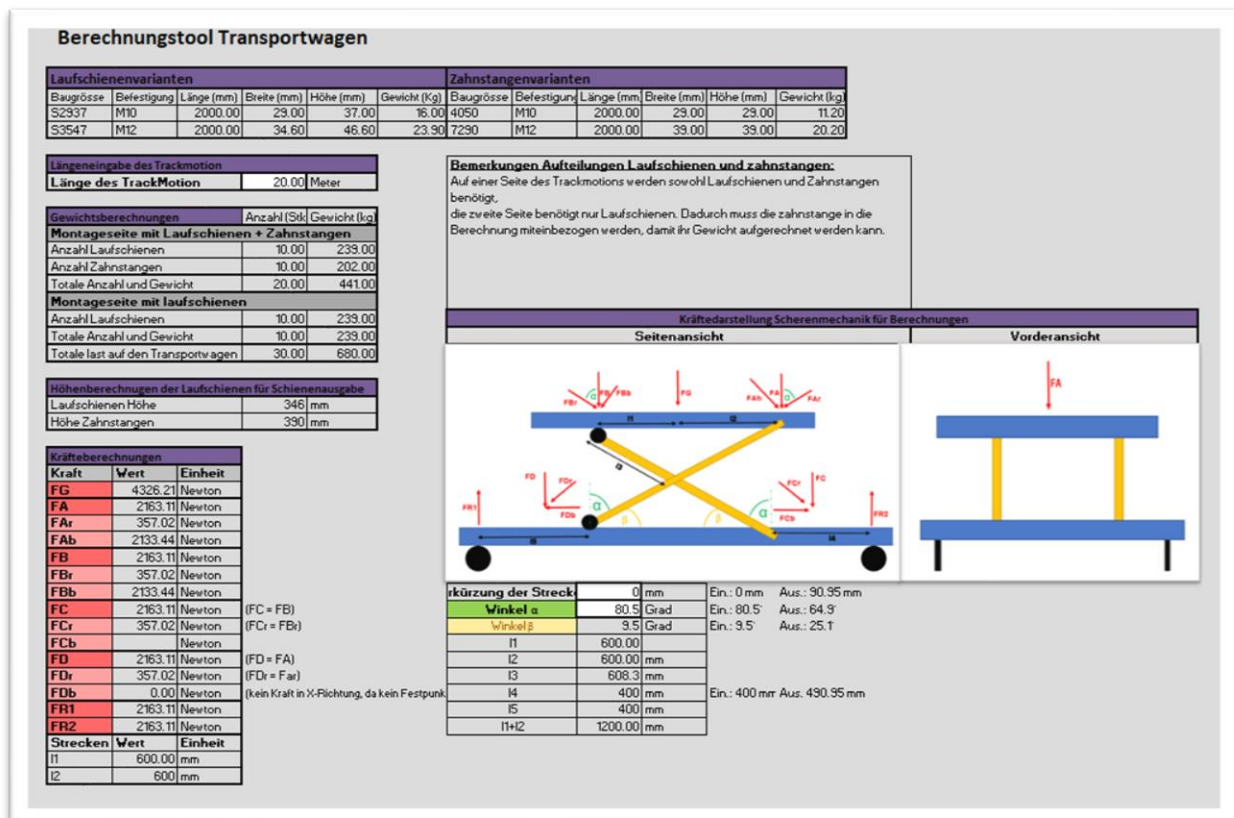 Berechnungstool Transportwagen
Laufschienenvarianten Zahnstangenvarianten
Baugrösse Befestigung Länge (mm) Breite (mm) Höhe (mm) Gewicht (Kg) Baugrösse Befestigung Länge (mm) Breite (mm) Höhe (mm) Gewicht (kg)
S2937 M10 2000.00 29.00 37.00 16.00 4050 M10 2000.00 29.00 29.00 11.20
S3547 M12 2000.00 34.60 46.60 23.90 7290 M12 2000.00 39.00 39.00 20.20
Längeneingabe des Trackmotion
Länge des TrackMotion 20.00 Meter
Bemerkungen Aufteilungen Laufschienen und zahnstangen:
Auf einer Seite des Trackmotions werden sowohl Laufschienen und Zahnstangen
benötigt,
die zweite Seite benötigt nur Laufschienen. Dadurch muss die zahnstange in die
Berechnung miteinbezogen werden, damit ihr Gewicht aufgerechnet werden kann.
Gewichtsberechnungen Anzahl (Stk Gewicht (kg)
Montageseite mit Laufschienen + Zahnstangen
Anzahl Laufschienen 10.00 239.00
Anzahl Zahnstangen 10.00 202.00
Totale Anzahl und Gewicht 20.00 441.00
Montageseite mit laufschienen
Anzahl Laufschienen 10.00 239.00
Totale Anzahl und Gewicht 10.00 239.00
Totale last auf den Transportwagen 30.00 680.00
Höhenberechnugen der Laufschienen für Schienenausgabe
Laufschienen Höhe 346 mm
Höhe Zahnstangen 390 mm
Kräftedarstellung Scherenmechanik für Berechnungen
Seitenansicht Vorderansicht
FBr α FB FBb FG FAb FA α FAr
l1 l2
l3
FD FDr FDb α β β α FCr FC FCb
FR1 FR2
l5 l4
FA
Kräfteberechnungen
Kraft Wert Einheit
FG 4326.21 Newton
FA 2163.11 Newton
FAr 357.02 Newton
FAb 2133.44 Newton
FB 2163.11 Newton
FBr 357.02 Newton
FBb 2133.44 Newton
FC 2163.11 Newton (FC = FB)
FCr 357.02 Newton (FCr = FBr)
FCb Newton
FD 2163.11 Newton (FD = FA)
FDr 357.02 Newton (FDr = Far)
FDb 0.00 Newton (kein Kraft in X-Richtung, da kein Festpunk
FR1 2163.11 Newton
FR2 2163.11 Newton
Strecken Wert Einheit
l1 600.00 mm
l2 600 mm
rkürzung der Streck 0 mm Ein.: 0 mm Aus.: 90.95 mm
Winkel α 80.5 Grad Ein.: 80.5° Aus.: 64.9°
Winkel β 9.5 Grad Ein.: 9.5° Aus.: 25.1°
l1 600.00
l2 600.00 mm
l3 608.3 mm
l4 400 mm Ein.: 400 mm Aus. 490.95 mm
l5 400 mm
l1+l2 1200.00 mm